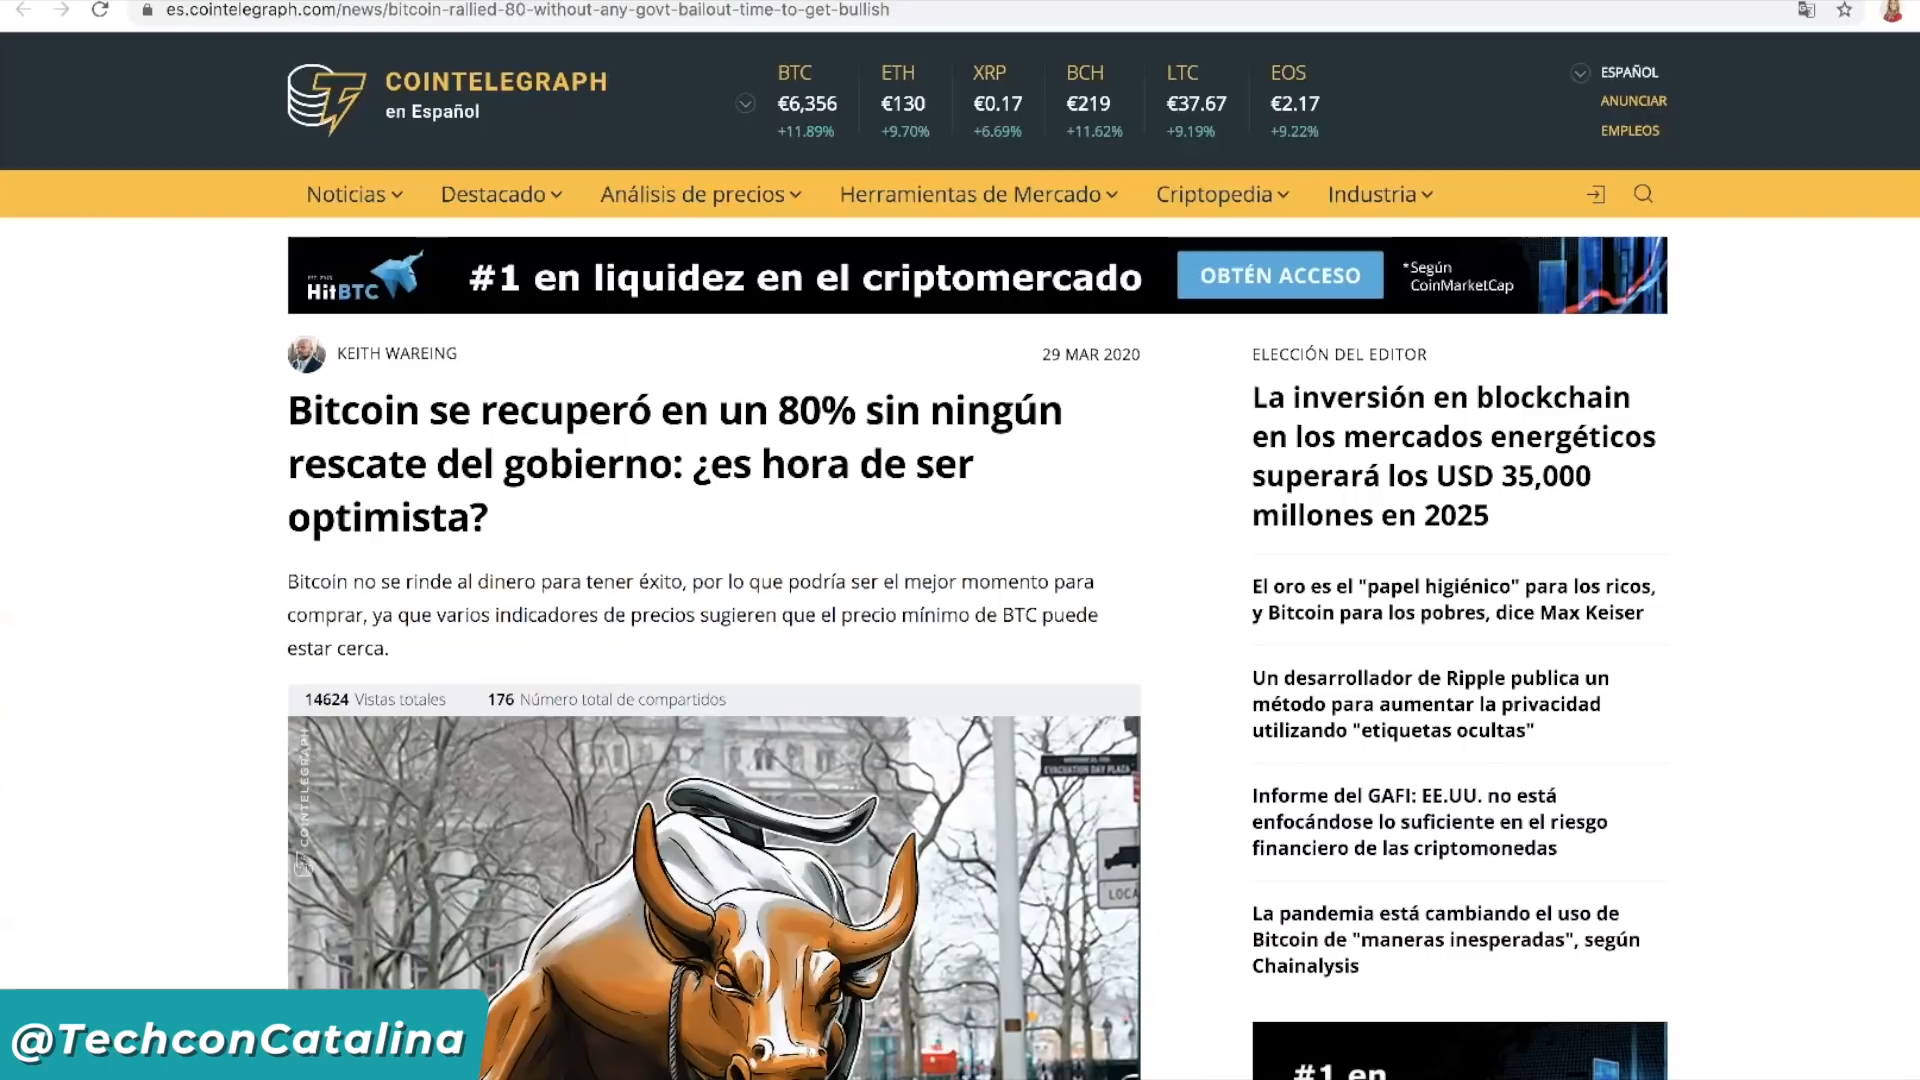 es.cointelegraph.com/news/bitcoin-rallied-80-without-any-govt-bailout-time-to-get-bullish
COINTELEGRAPH
en Español
BTC ETH XRP BCH LTC EOS
€6,356 €130 €0.17 €219 €37.67 €2.17
+11.89% +9.70% +6.69% +11.62% +9.19% +9.22%
ESPAÑOL
ANUNCIAR
EMPLEOS
Noticias Destacado Análisis de precios Herramientas de Mercado Criptopedia Industria
HitBTC
#1 en liquidez en el criptomercado
OBTÉN ACCESO
*Según
CoinMarketCap
KEITH WAREING
29 MAR 2020
Bitcoin se recuperó en un 80% sin ningún
rescate del gobierno: ¿es hora de ser
optimista?
Bitcoin no se rinde al dinero para tener éxito, por lo que podría ser el mejor momento para
comprar, ya que varios indicadores de precios sugieren que el precio mínimo de BTC puede
estar cerca.
14624 Vistas totales 176 Número total de compartidos
COINTELEGRAPH
EVACUATION DAY PLAZA
LOCA
ELECCIÓN DEL EDITOR
La inversión en blockchain
en los mercados energéticos
superará los USD 35,000
millones en 2025
El oro es el "papel higiénico" para los ricos,
y Bitcoin para los pobres, dice Max Keiser
Un desarrollador de Ripple publica un
método para aumentar la privacidad
utilizando "etiquetas ocultas"
Informe del GAFI: EE.UU. no está
enfocándose lo suficiente en el riesgo
financiero de las criptomonedas
La pandemia está cambiando el uso de
Bitcoin de "maneras inesperadas", según
Chainalysis
#1 en
@TechconCatalina